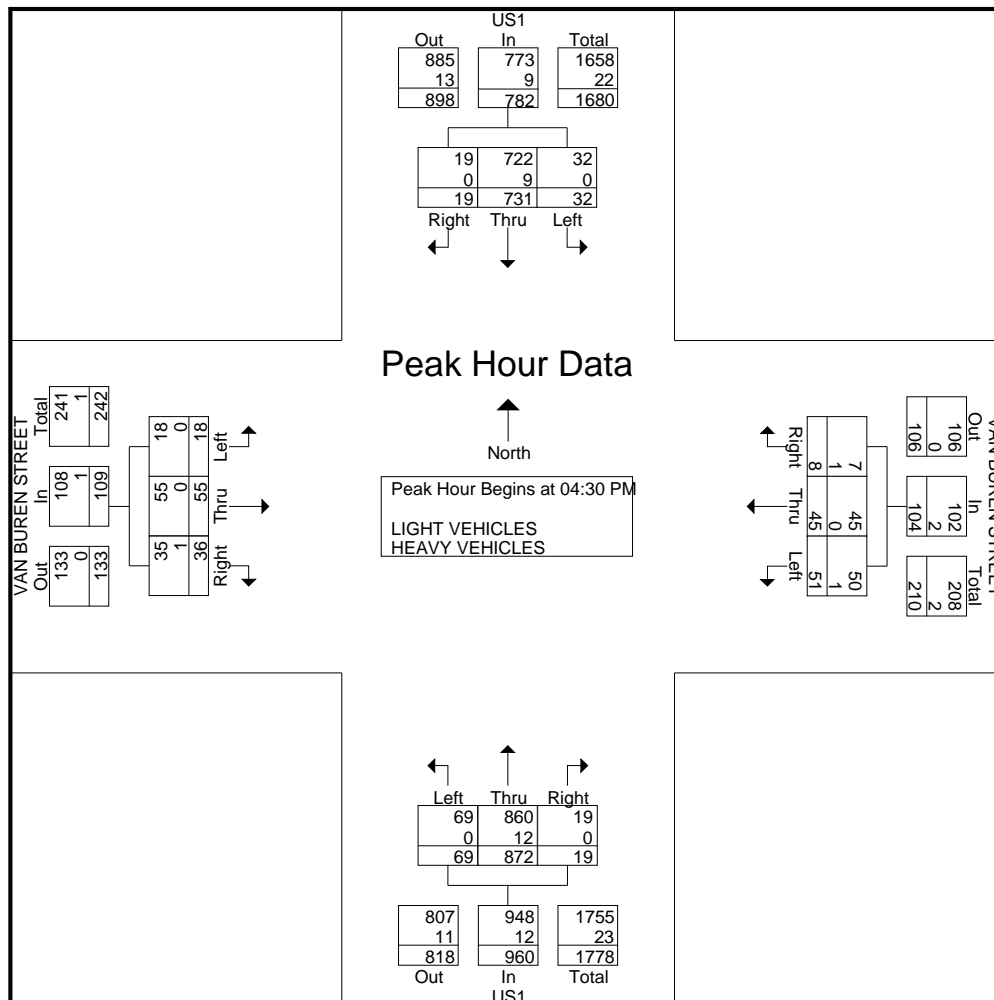 US1
Out In Total
885 773 1658
13 9 22
898 782 1680
19 722 32
0 9 0
19 731 32
Right Thru Left
Peak Hour Data
North
Peak Hour Begins at 04:30 PM
LIGHT VEHICLES
HEAVY VEHICLES
VAN BUREN STREET
Total In Out
241 108 133
1 1 0
242 109 133
18 55 35
0 0 1
18 55 36
Left Thru Right
VAN BUREN STREET
Out In Total
106 102 208
0 2 2
106 104 210
7 45 50
1 0 1
8 45 51
Right Thru Left
Left Thru Right
69 860 19
0 12 0
69 872 19
807 948 1755
11 12 23
818 960 1778
Out In Total
US1